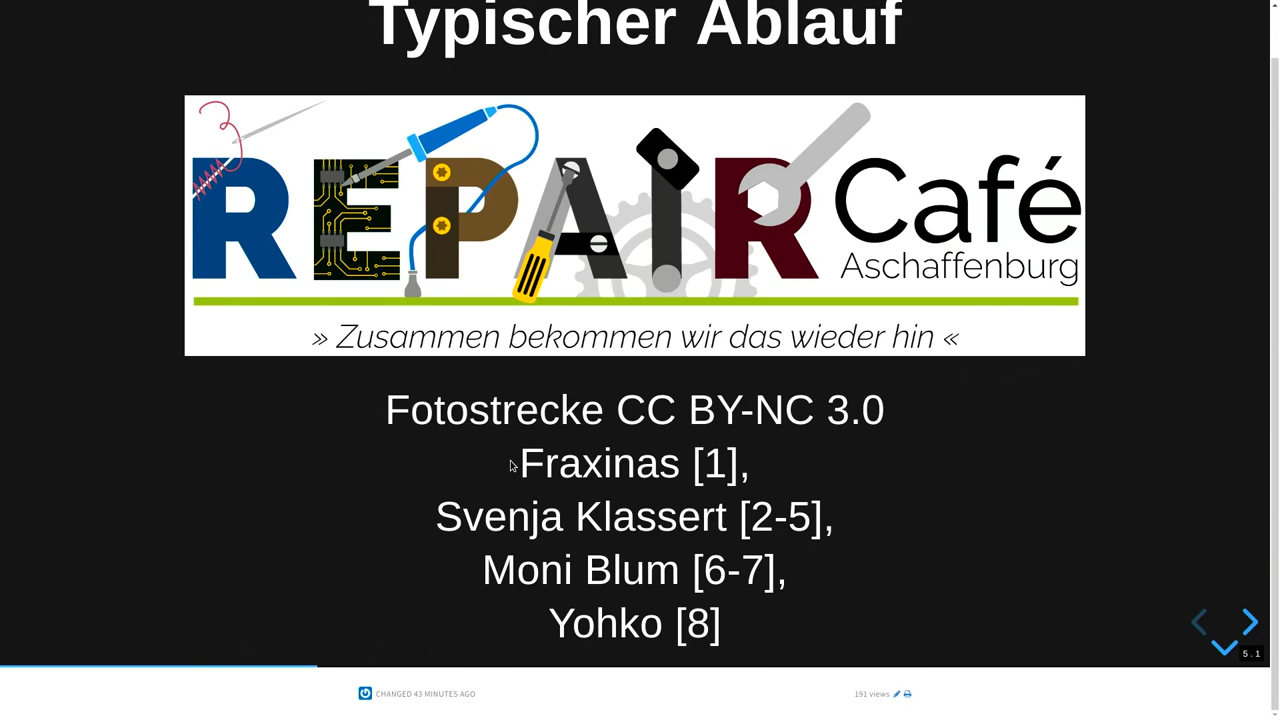 Typischer Ablauf
REPAIR Café
Aschaffenburg
» Zusammen bekommen wir das wieder hin «
Fotostrecke CC BY-NC 3.0
Fraxinas [1],
Svenja Klassert [2-5],
Moni Blum [6-7],
Yohko [8]
5.1
CHANGED 43 MINUTES AGO
191 views